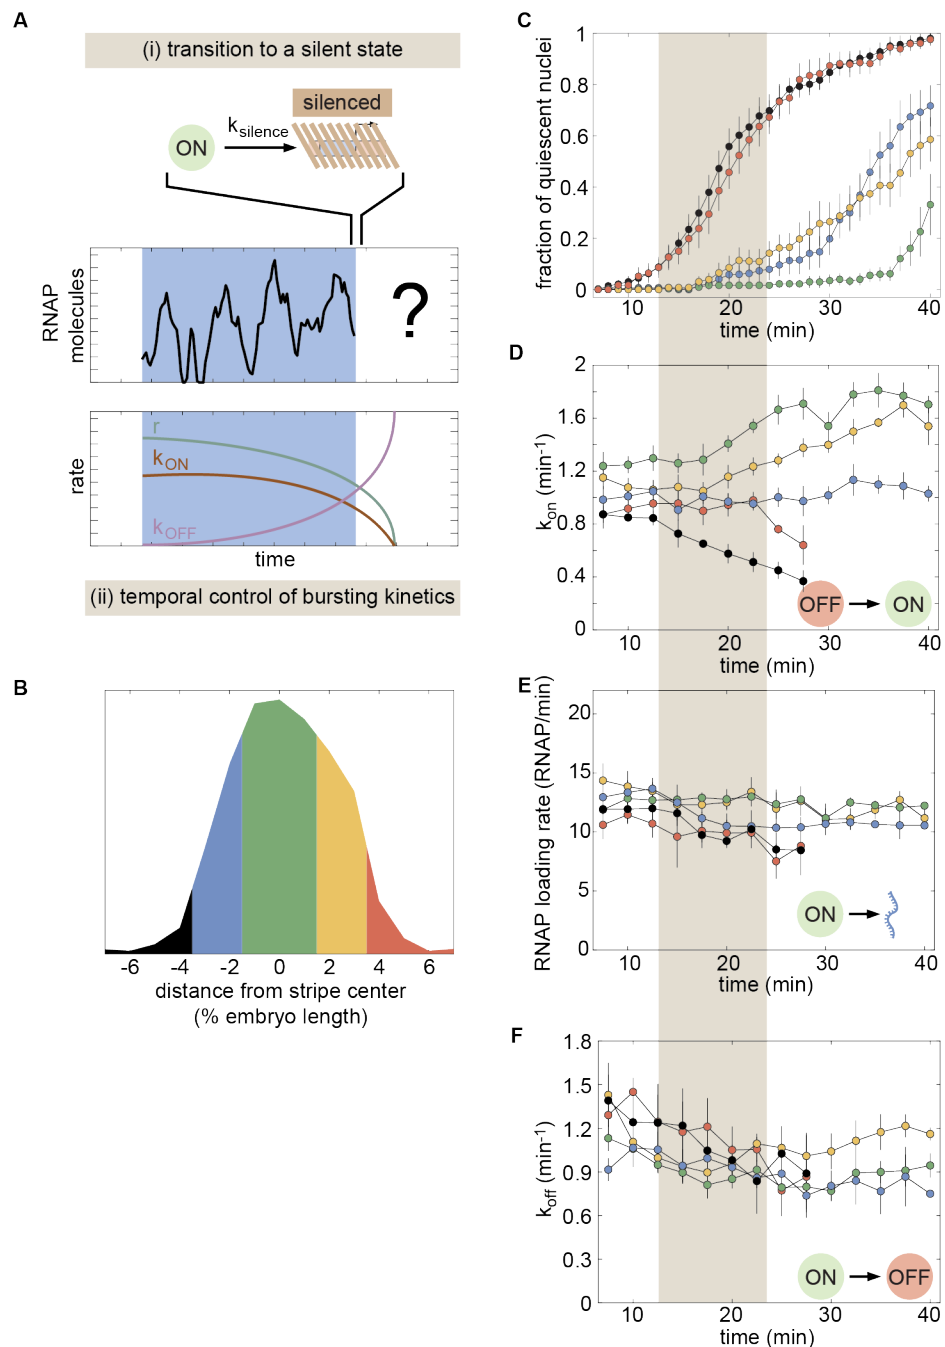 A
(i) transition to a silent state
silenced
ksilence
ON
RNAP
molecules
?
r
kON
kOFF
rate
time
(ii) temporal control of bursting kinetics
B
-6 -4 -2 0 2 4 6
distance from stripe center
(% embryo length)
C
1
0.8
0.6
0.4
0.2
0
fraction of quiescent nuclei
10 20 30 40
time (min)
D
2
1.6
1.2
0.8
0.4
0
kon (min-1)
OFF ON
10 20 30 40
time (min)
E
20
15
10
5
0
RNAP loading rate (RNAP/min)
ON
10 20 30 40
time (min)
F
1.8
1.5
1.2
0.9
0.6
0.3
0
koff (min-1)
ON OFF
10 20 30 40
time (min)